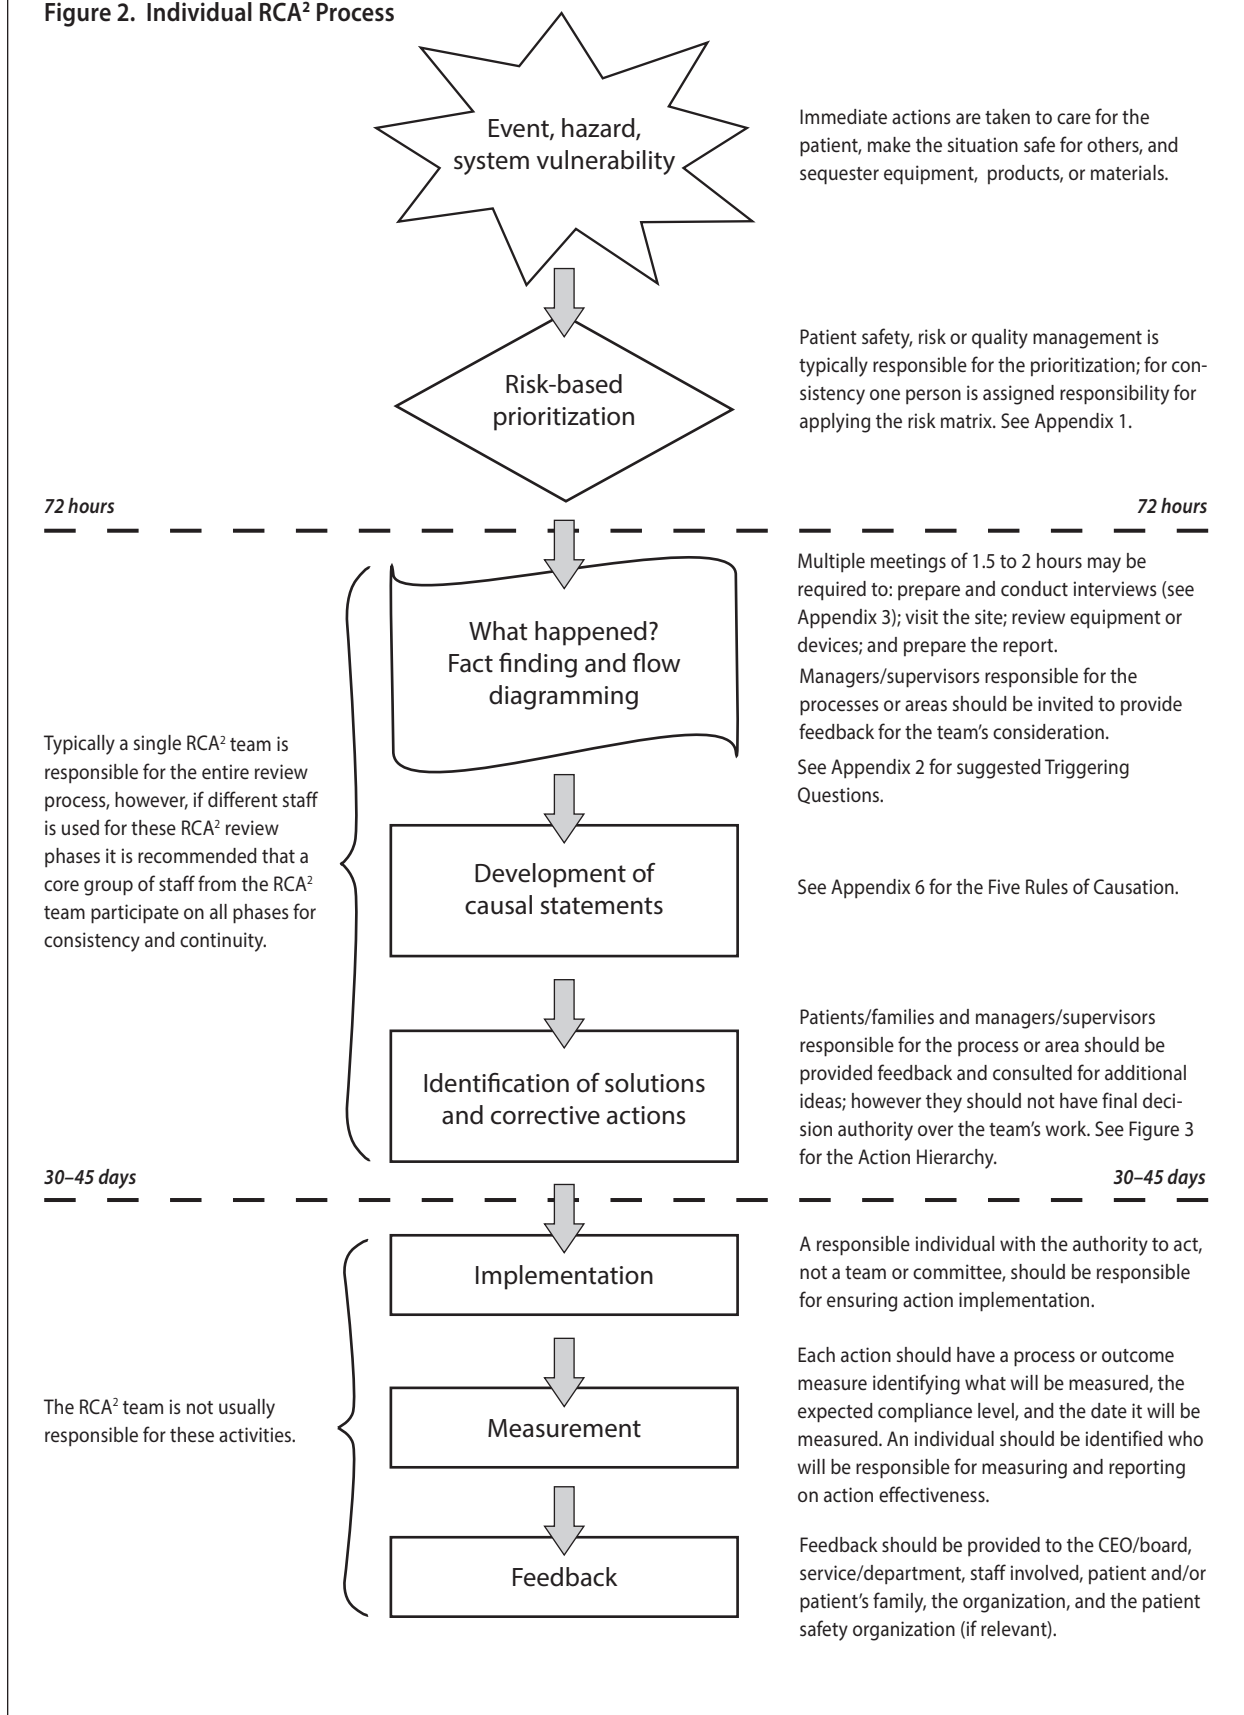 Figure 2. Individual RCA² Process
Event, hazard,
system vulnerability
Immediate actions are taken to care for the
patient, make the situation safe for others, and
sequester equipment, products, or materials.
Risk-based
prioritization
Patient safety, risk or quality management is
typically responsible for the prioritization; for con-
sistency one person is assigned responsibility for
applying the risk matrix. See Appendix 1.
72 hours
72 hours
What happened?
Fact finding and flow
diagramming
Multiple meetings of 1.5 to 2 hours may be
required to: prepare and conduct interviews (see
Appendix 3); visit the site; review equipment or
devices; and prepare the report.
Managers/supervisors responsible for the
processes or areas should be invited to provide
feedback for the team's consideration.
See Appendix 2 for suggested Triggering
Questions.
Typically a single RCA² team is
responsible for the entire review
process, however, if different staff
is used for these RCA² review
phases it is recommended that a
core group of staff from the RCA²
team participate on all phases for
consistency and continuity.
Development of
causal statements
See Appendix 6 for the Five Rules of Causation.
Identification of solutions
and corrective actions
Patients/families and managers/supervisors
responsible for the process or area should be
provided feedback and consulted for additional
ideas; however they should not have final deci-
sion authority over the team's work. See Figure 3
for the Action Hierarchy.
30–45 days
30–45 days
Implementation
A responsible individual with the authority to act,
not a team or committee, should be responsible
for ensuring action implementation.
The RCA² team is not usually
responsible for these activities.
Measurement
Each action should have a process or outcome
measure identifying what will be measured, the
expected compliance level, and the date it will be
measured. An individual should be identified who
will be responsible for measuring and reporting
on action effectiveness.
Feedback
Feedback should be provided to the CEO/board,
service/department, staff involved, patient and/or
patient's family, the organization, and the patient
safety organization (if relevant).